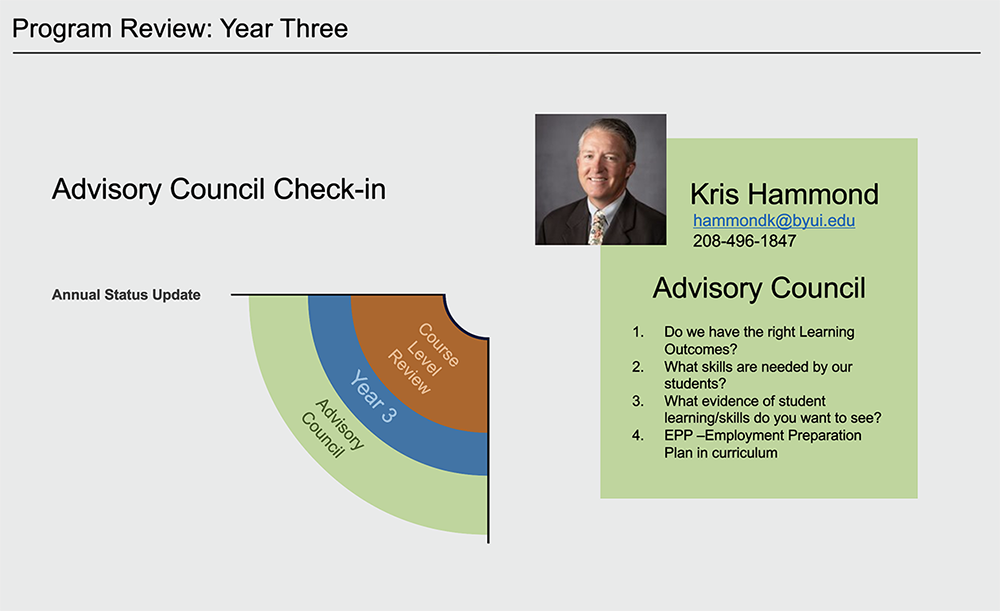 Program Review: Year Three
Advisory Council Check-in
Annual Status Update
Course
Level
Review
Year 3
Advisory
Council
Kris Hammond
hammondk@byui.edu
208-496-1847
Advisory Council
1. Do we have the right Learning
Outcomes?
2. What skills are needed by our
students?
3. What evidence of student
learning/skills do you want to see?
4. EPP –Employment Preparation
Plan in curriculum